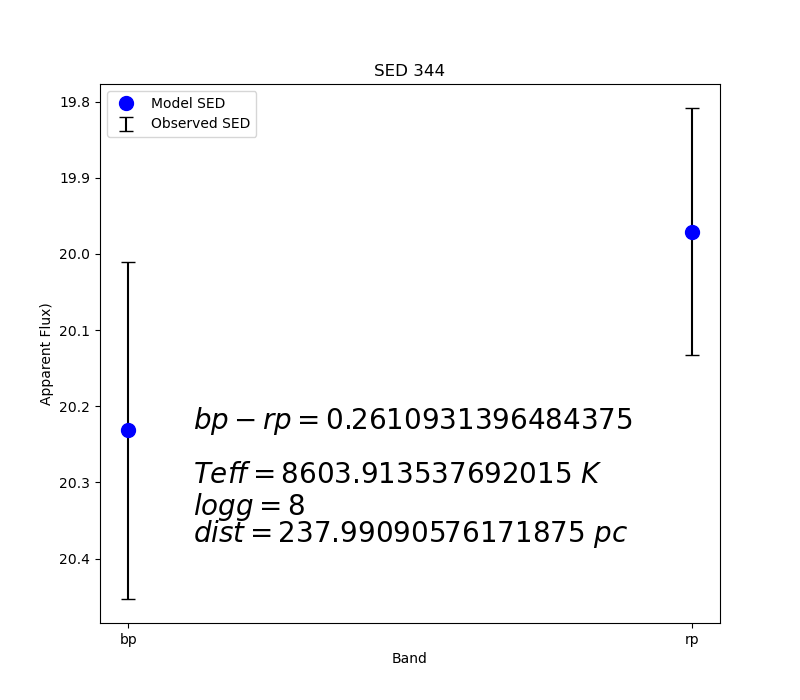 SED 344
Model SED
Observed SED
19.8
19.9
20.0
20.1
20.2
20.3
20.4
Apparent Flux)
bp − rp = 0.2610931396484375
Teff = 8603.913537692015 K
logg = 8
dist = 237.99090576171875 pc
bp
rp
Band